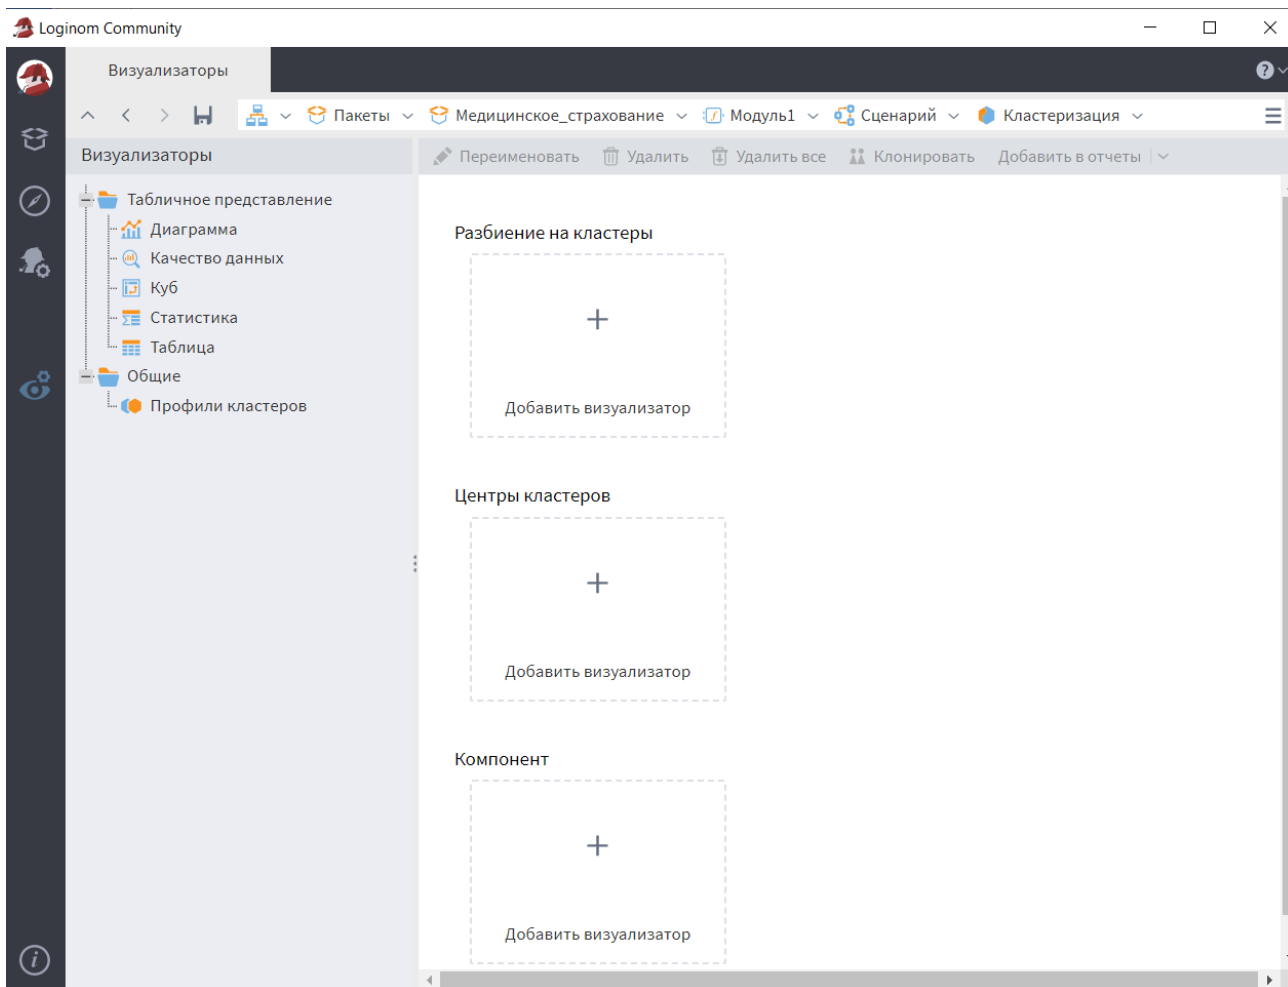 Loginom Community
Визуализаторы
Пакеты Медицинское_страхование Модуль1 Сценарий Кластеризация
Визуализаторы
Переименовать Удалить Удалить все Клонировать Добавить в отчеты
Табличное представление
Диаграмма
Качество данных
Куб
Статистика
Таблица
Общие
Профили кластеров
Разбиение на кластеры
Добавить визуализатор
Центры кластеров
Добавить визуализатор
Компонент
Добавить визуализатор